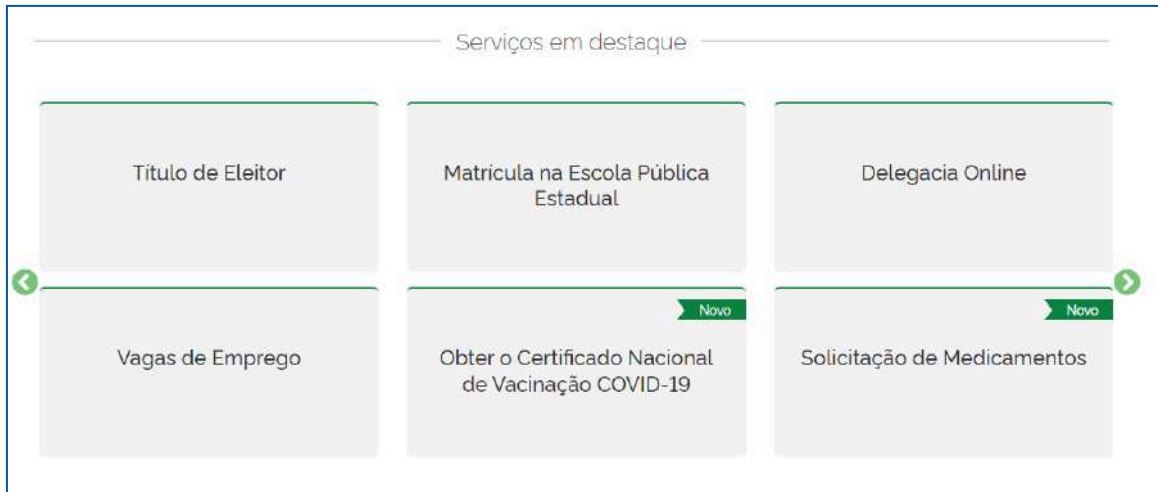 Serviços em destaque
Título de Eleitor
Matrícula na Escola Pública
Estadual
Delegacia Online
Vagas de Emprego
Novo
Obter o Certificado Nacional
de Vacinação COVID-19
Novo
Solicitação de Medicamentos